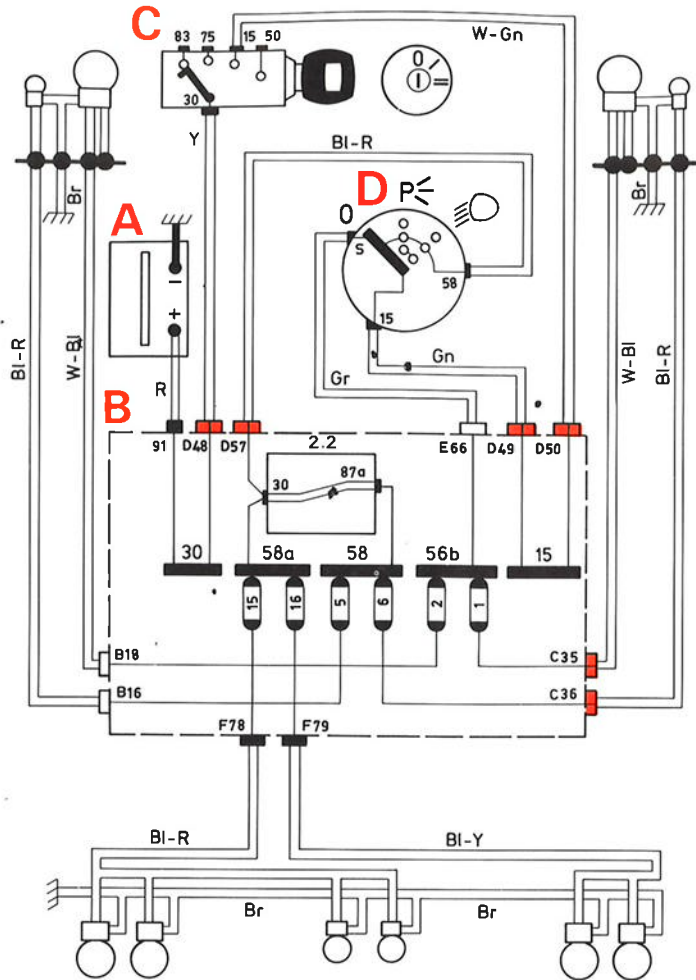 C
83 75 15 50
30
O
W-Gn
Y
Bl-R
D
P
O
S
58
15
Br
Br
A
−
+
Bl-R
W-Bl
R
Gr
Gn
W-Bl
Bl-R
B
91 D48 D57 E66 D49 D50
2.2
30 87a
30 58a 58 56b 15
15 16 5 6 2 1
B18 C35
B16 C36
F78 F79
Bl-R Bl-Y
Br Br